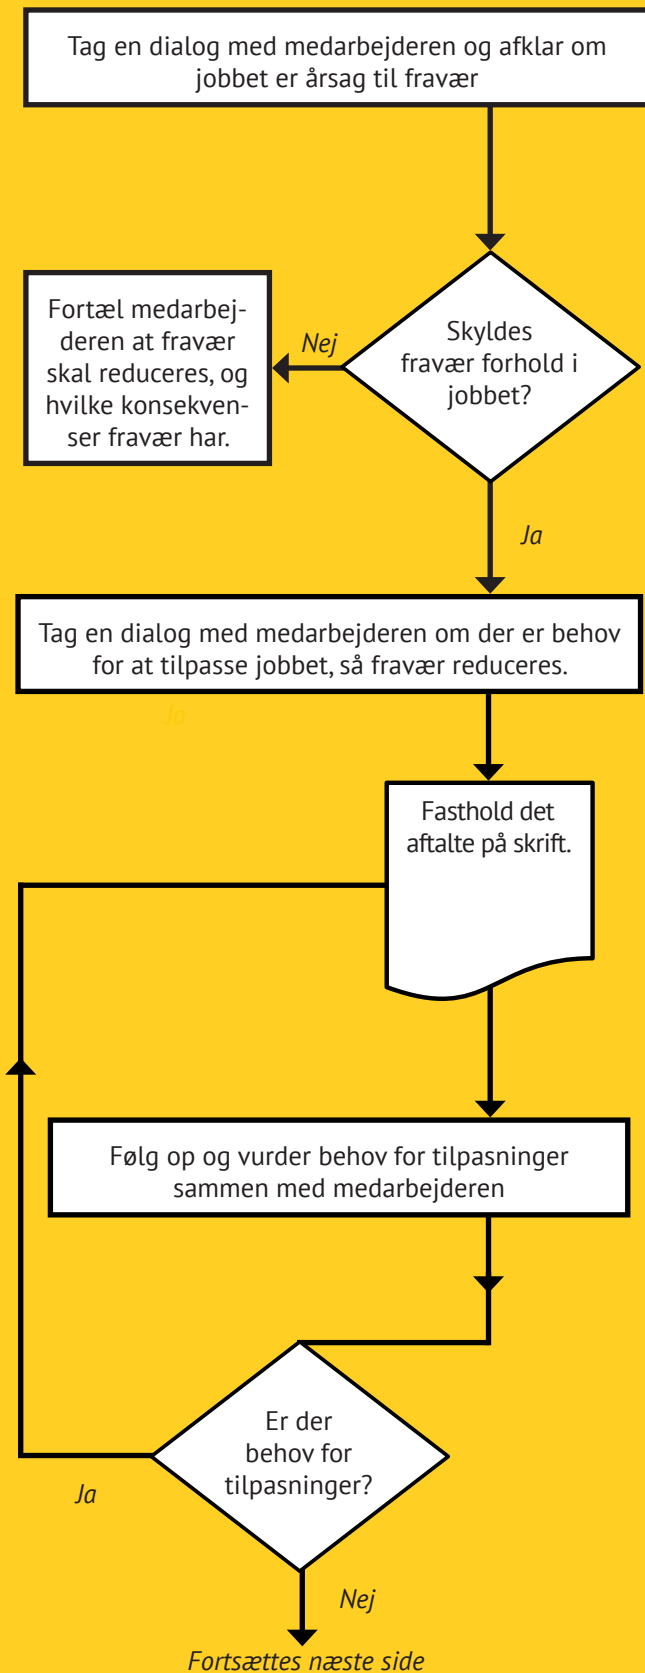 Tag en dialog med medarbejderen og afklar om
jobbet er årsag til fravær
Skyldes
fravær forhold i
jobbet?
Nej
Fortæl medarbej-
deren at fravær
skal reduceres, og
hvilke konsekven-
ser fravær har.
Ja
Tag en dialog med medarbejderen om der er behov
for at tilpasse jobbet, så fravær reduceres.
Ja
Fasthold det
aftalte på skrift.
Følg op og vurder behov for tilpasninger
sammen med medarbejderen
Er der
behov for
tilpasninger?
Ja
Nej
Fortsættes næste side